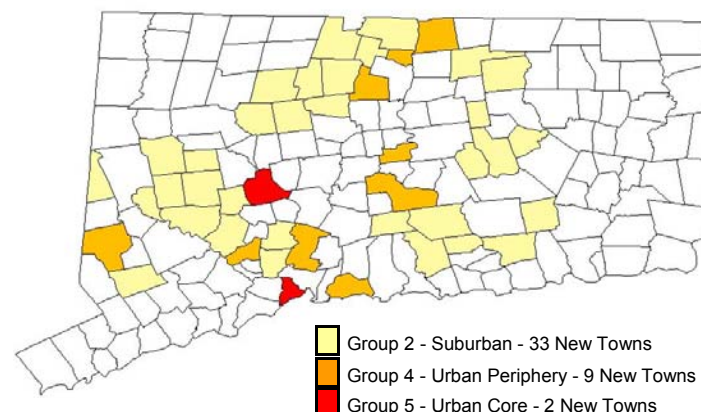 Group 2 - Suburban - 33 New Towns
Group 4 - Urban Periphery - 9 New Towns
Group 5 - Urban Core - 2 New Towns